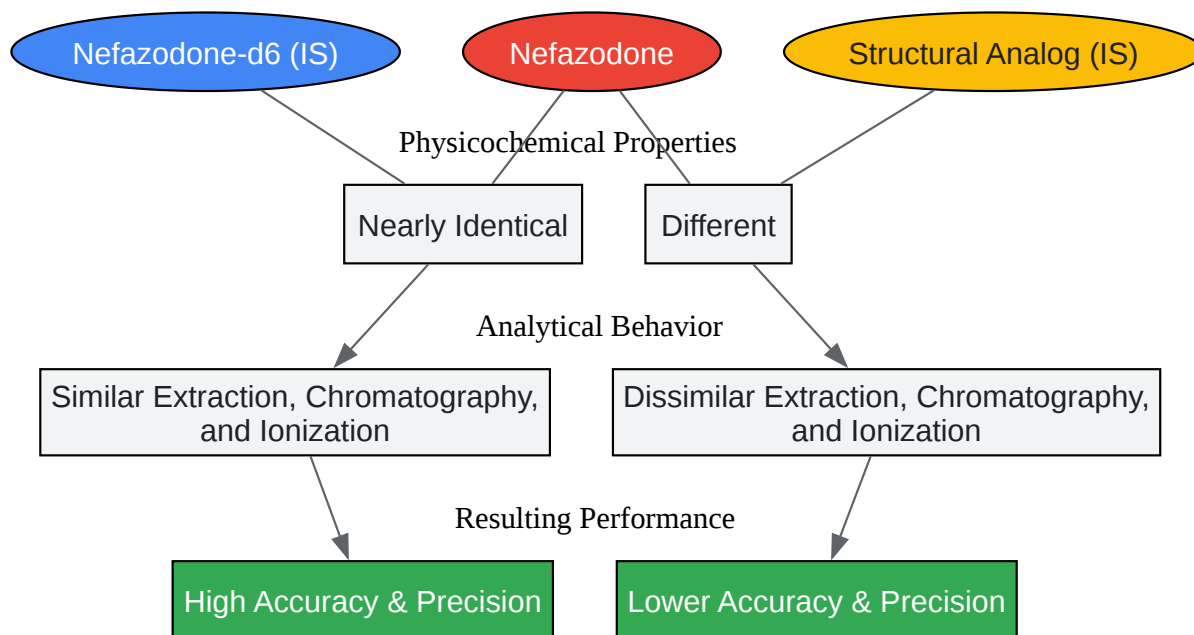 Nefazodone-d6 (IS)
Nefazodone
Structural Analog (IS)
Physicochemical Properties
Nearly Identical
Different
Analytical Behavior
Similar Extraction, Chromatography,
and Ionization
Dissimilar Extraction, Chromatography,
and Ionization
Resulting Performance
High Accuracy & Precision
Lower Accuracy & Precision